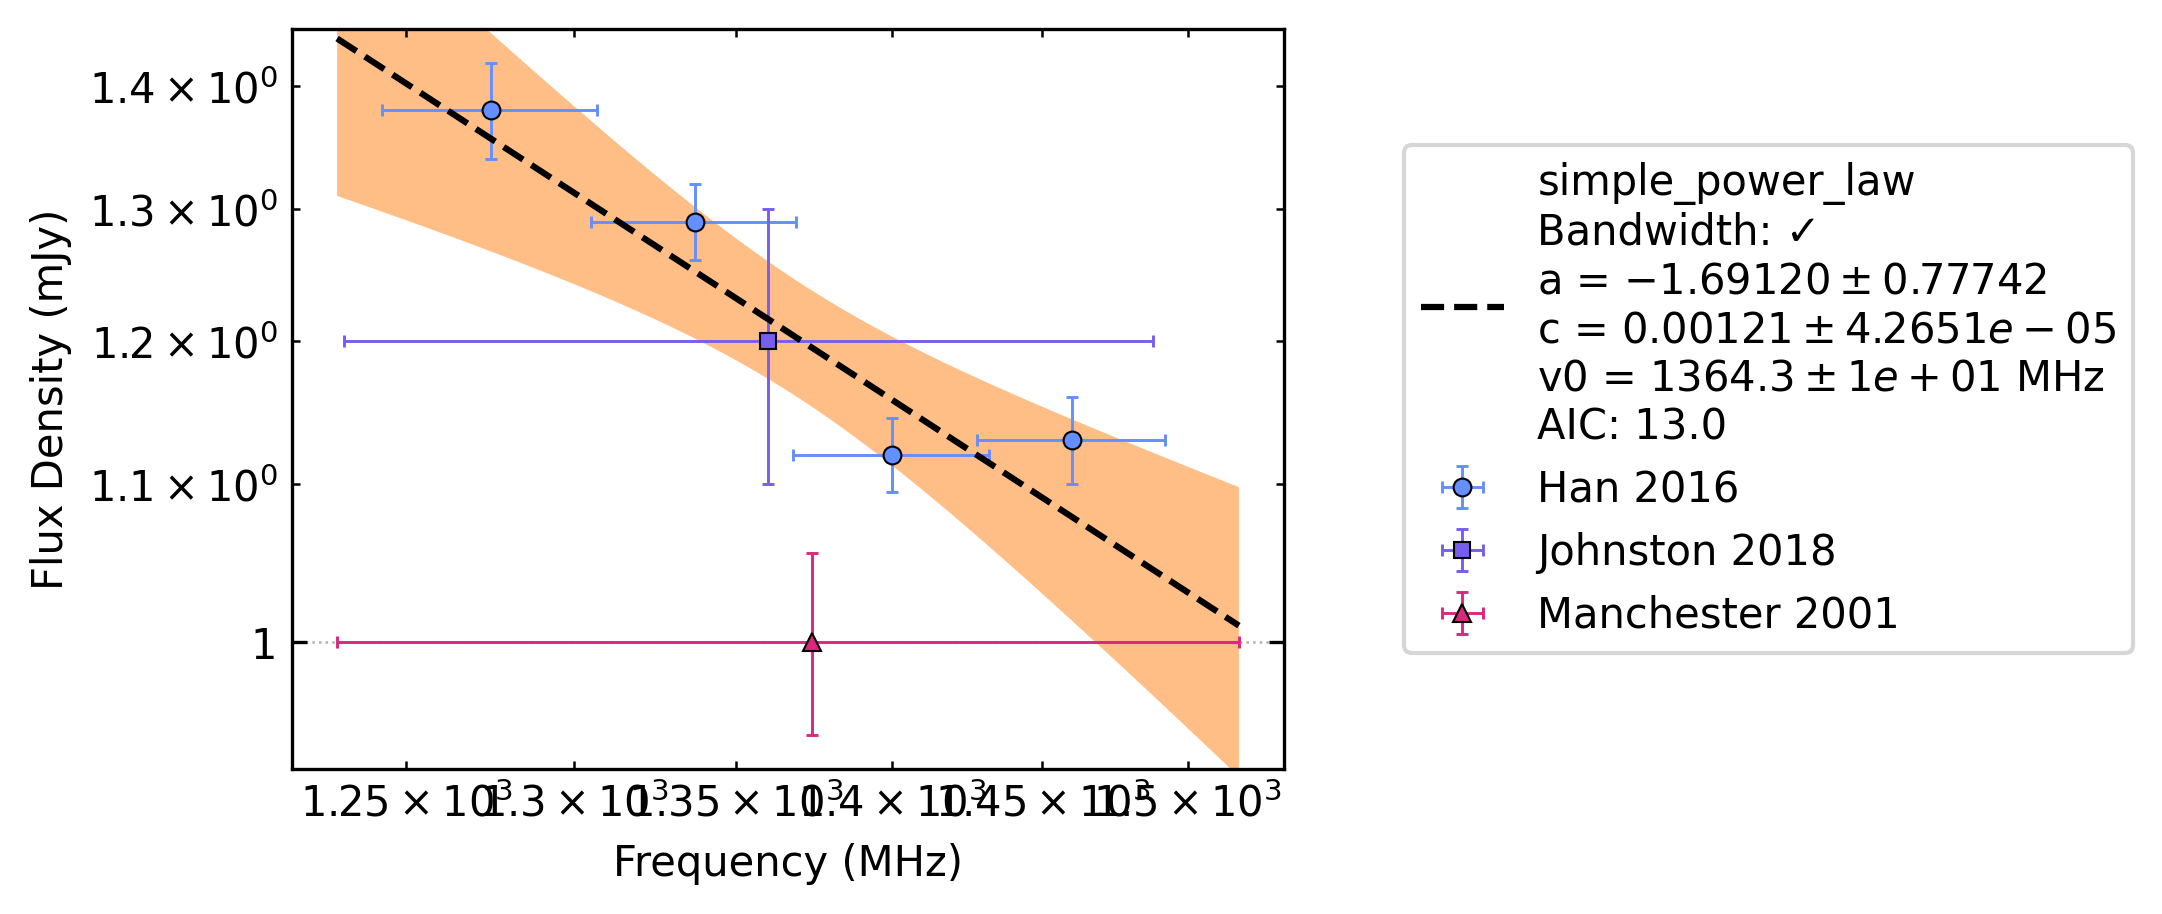 1.4 × 10⁰
1.3 × 10⁰
1.2 × 10⁰
1.1 × 10⁰
1
Flux Density (mJy)
1.25 × 10³ 1.3 × 10³ 1.35 × 10³ 1.4 × 10³ 1.45 × 10³ 1.5 × 10³
Frequency (MHz)
simple_power_law
Bandwidth: ✓
a = −1.69120 ± 0.77742
c = 0.00121 ± 4.2651e − 05
v0 = 1364.3 ± 1e + 01 MHz
AIC: 13.0
Han 2016
Johnston 2018
Manchester 2001